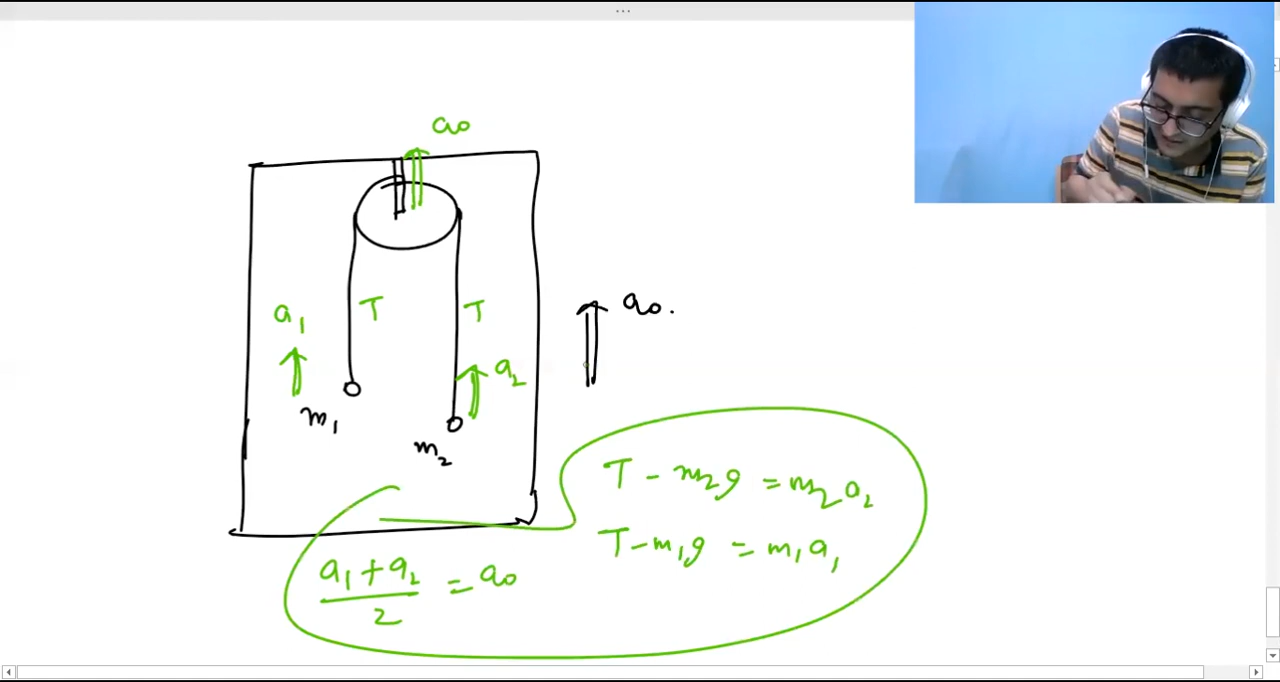 a₀
a₁
T
T
a₀.
a₂
m₁
m₂
T - m₂g = m₂a₂
T - m₁g = m₁a₁
(a₁ + a₂)/2 = a₀